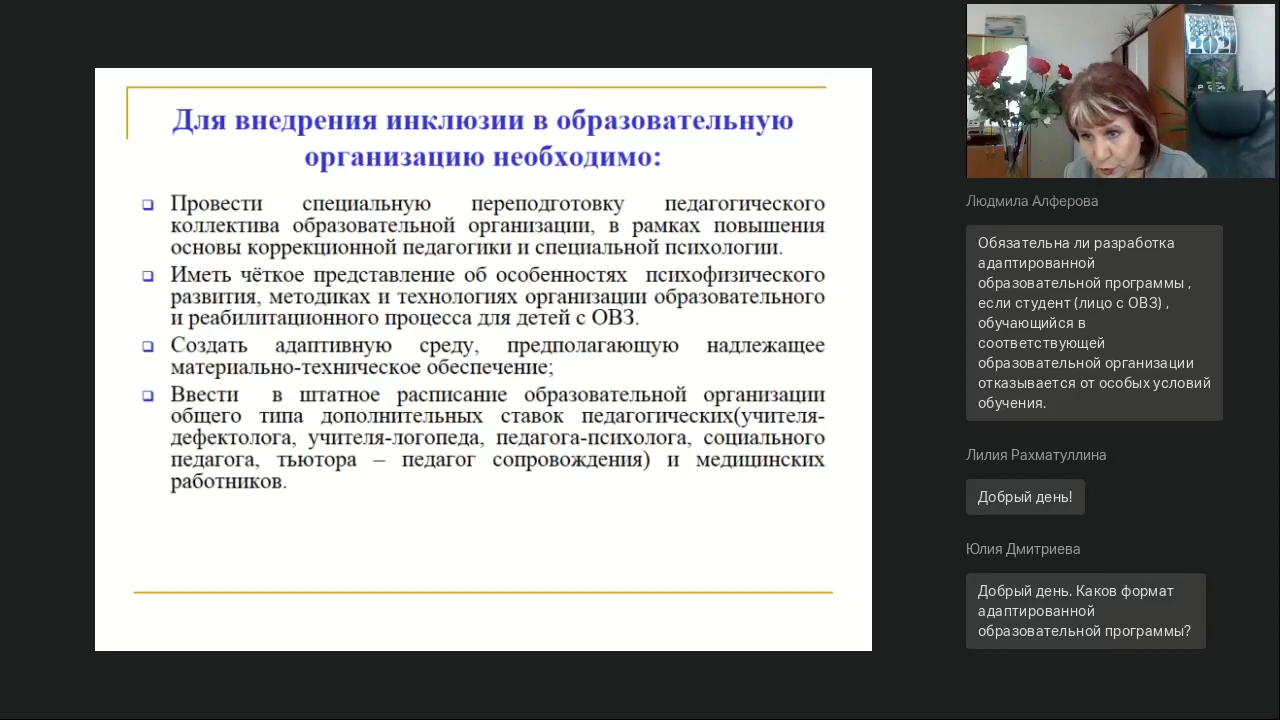 Для внедрения инклюзии в образовательную
организацию необходимо:
Провести специальную переподготовку педагогического
коллектива образовательной организации, в рамках повышения
основы коррекционной педагогики и специальной психологии.
Иметь чёткое представление об особенностях психофизического
развития, методиках и технологиях организации образовательного
и реабилитационного процесса для детей с ОВЗ.
Создать адаптивную среду, предполагающую надлежащее
материально-техническое обеспечение;
Ввести в штатное расписание образовательной организации
общего типа дополнительных ставок педагогических(учителя-
дефектолога, учителя-логопеда, педагога-психолога, социального
педагога, тьютора – педагог сопровождения) и медицинских
работников.
202
Людмила Алферова
Обязательна ли разработка
адаптированной
образовательной программы ,
если студент (лицо с ОВЗ) ,
обучающийся в
соответствующей
образовательной организации
отказывается от особых условий
обучения.
Лилия Рахматуллина
Добрый день!
Юлия Дмитриева
Добрый день. Каков формат
адаптированной
образовательной программы?